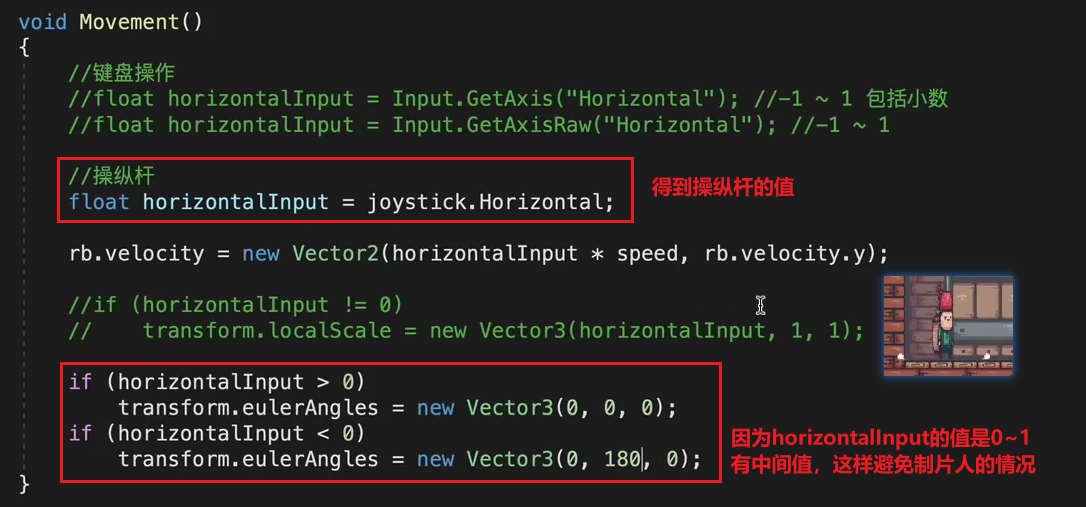 void Movement()
{
//键盘操作
//float horizontalInput = Input.GetAxis("Horizontal"); //-1 ~ 1 包括小数
//float horizontalInput = Input.GetAxisRaw("Horizontal"); //-1 ~ 1
//操纵杆
float horizontalInput = joystick.Horizontal;
得到操纵杆的值
rb.velocity = new Vector2(horizontalInput * speed, rb.velocity.y);
//if (horizontalInput != 0)
//    transform.localScale = new Vector3(horizontalInput, 1, 1);
if (horizontalInput > 0)
transform.eulerAngles = new Vector3(0, 0, 0);
if (horizontalInput < 0)
transform.eulerAngles = new Vector3(0, 180, 0);
因为horizontalInput的值是0~1
有中间值，这样避免制片人的情况
}